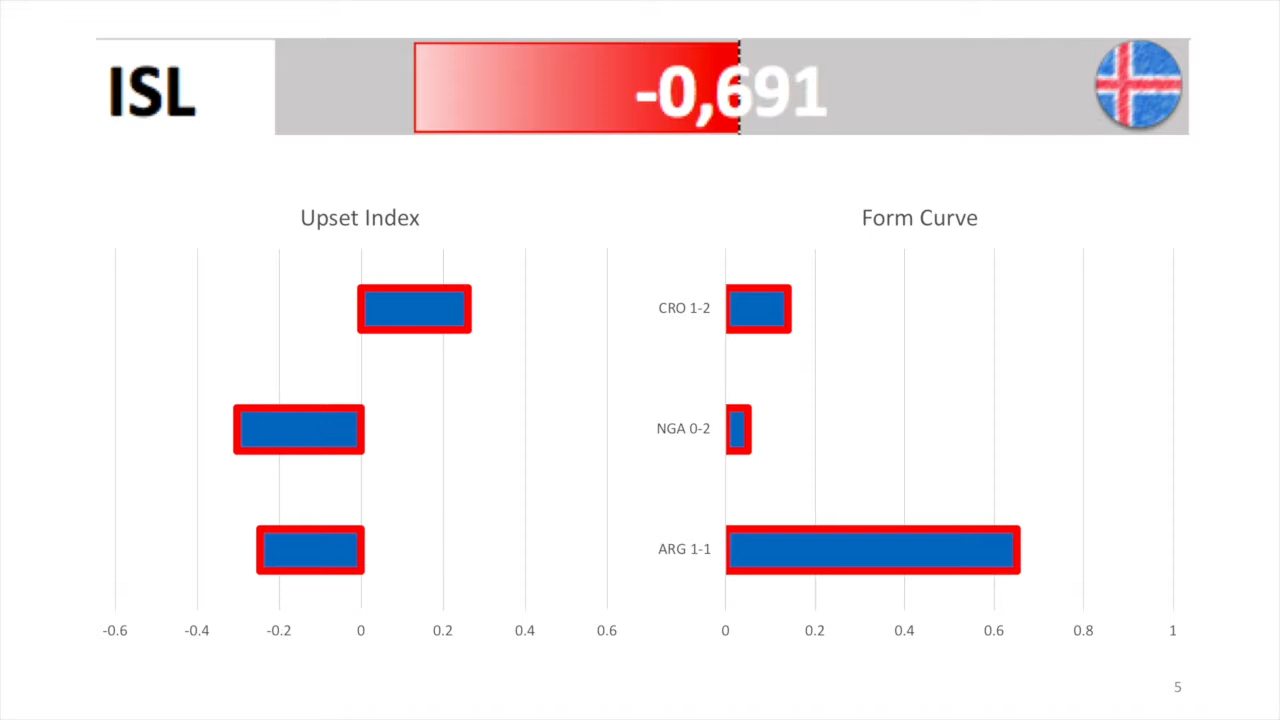 ISL
-0,691
Upset Index
Form Curve
CRO 1-2
NGA 0-2
ARG 1-1
-0.6 -0.4 -0.2 0 0.2 0.4 0.6
0 0.2 0.4 0.6 0.8 1
5